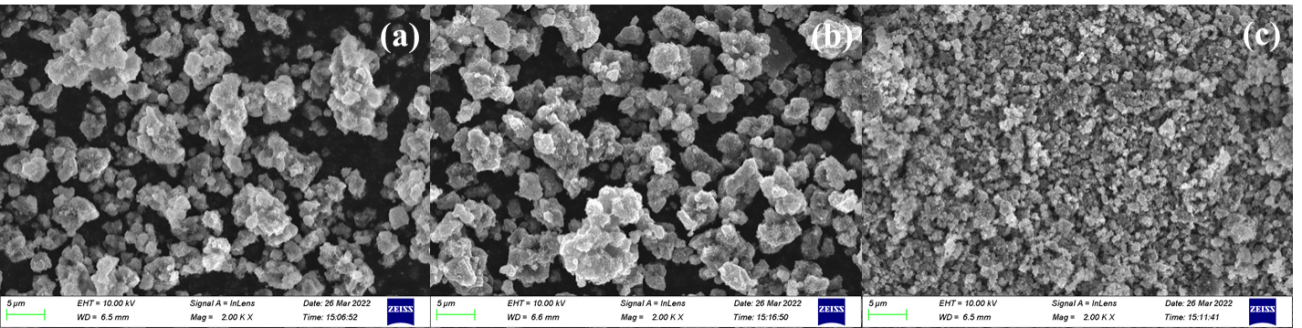 (a)
5 µm EHT = 10.00 kV Signal A = InLens Date: 26 Mar 2022
WD = 6.5 mm Mag = 2.00 K X Time: 15:06:52
ZEISS
(b)
5 µm EHT = 10.00 kV Signal A = InLens Date: 26 Mar 2022
WD = 6.6 mm Mag = 2.00 K X Time: 15:16:50
ZEISS
(c)
5 µm EHT = 10.00 kV Signal A = InLens Date: 26 Mar 2022
WD = 6.5 mm Mag = 2.00 K X Time: 15:11:41
ZEISS